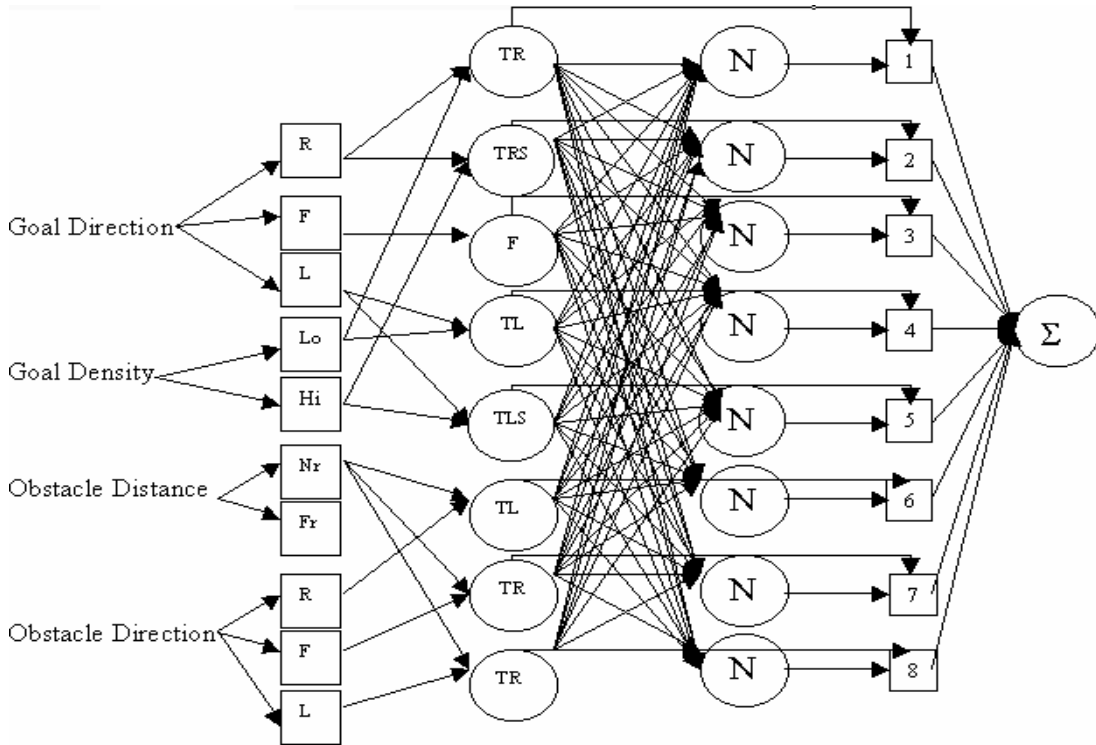 Goal Direction
Goal Density
Obstacle Distance
Obstacle Direction
R
F
L
Lo
Hi
Nr
Fr
R
F
L
TR
TRS
F
TL
TLS
TL
TR
TR
N
N
N
N
N
N
N
N
1
2
3
4
5
6
7
8
Σ